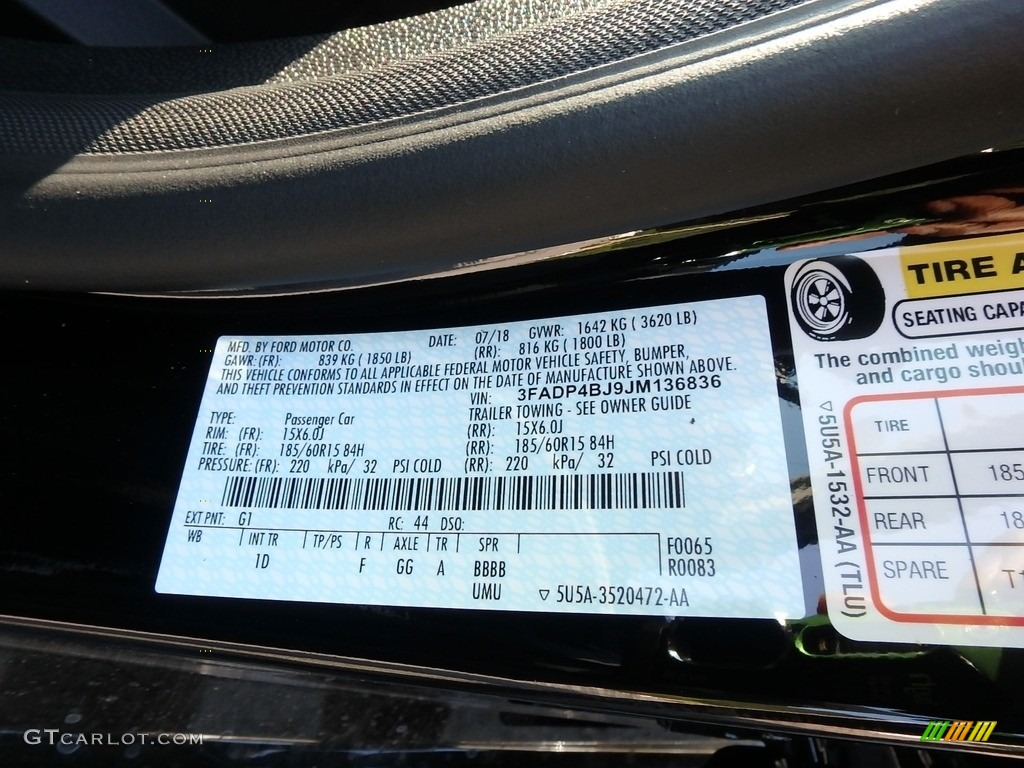 MFD. BY FORD MOTOR CO. DATE: 07/18 GVWR: 1642 KG ( 3620 LB)
GAWR: (FR): 839 KG ( 1850 LB) (RR): 816 KG ( 1800 LB)
THIS VEHICLE CONFORMS TO ALL APPLICABLE FEDERAL MOTOR VEHICLE SAFETY, BUMPER,
AND THEFT PREVENTION STANDARDS IN EFFECT ON THE DATE OF MANUFACTURE SHOWN ABOVE.
VIN: 3FADP4BJ9JM136836
TYPE: Passenger Car TRAILER TOWING - SEE OWNER GUIDE
RIM: (FR): 15X6.0J (RR): 15X6.0J
TIRE: (FR): 185/60R15 84H (RR): 185/60R15 84H
PRESSURE: (FR): 220 kPa/ 32 PSI COLD (RR): 220 kPa/ 32 PSI COLD
EXT PNT: G1 RC: 44 DSO:
WB INT TR TP/PS R AXLE TR SPR F0065
1D F GG A BBBB R0083
UMU ▽ 5U5A-3520472-AA
TIRE A
SEATING CAPA
The combined weigh
and cargo shou
TIRE
FRONT 185
REAR 18
SPARE T1
▽5U5A-1532-AA (TLU)
GTCARLOT.COM